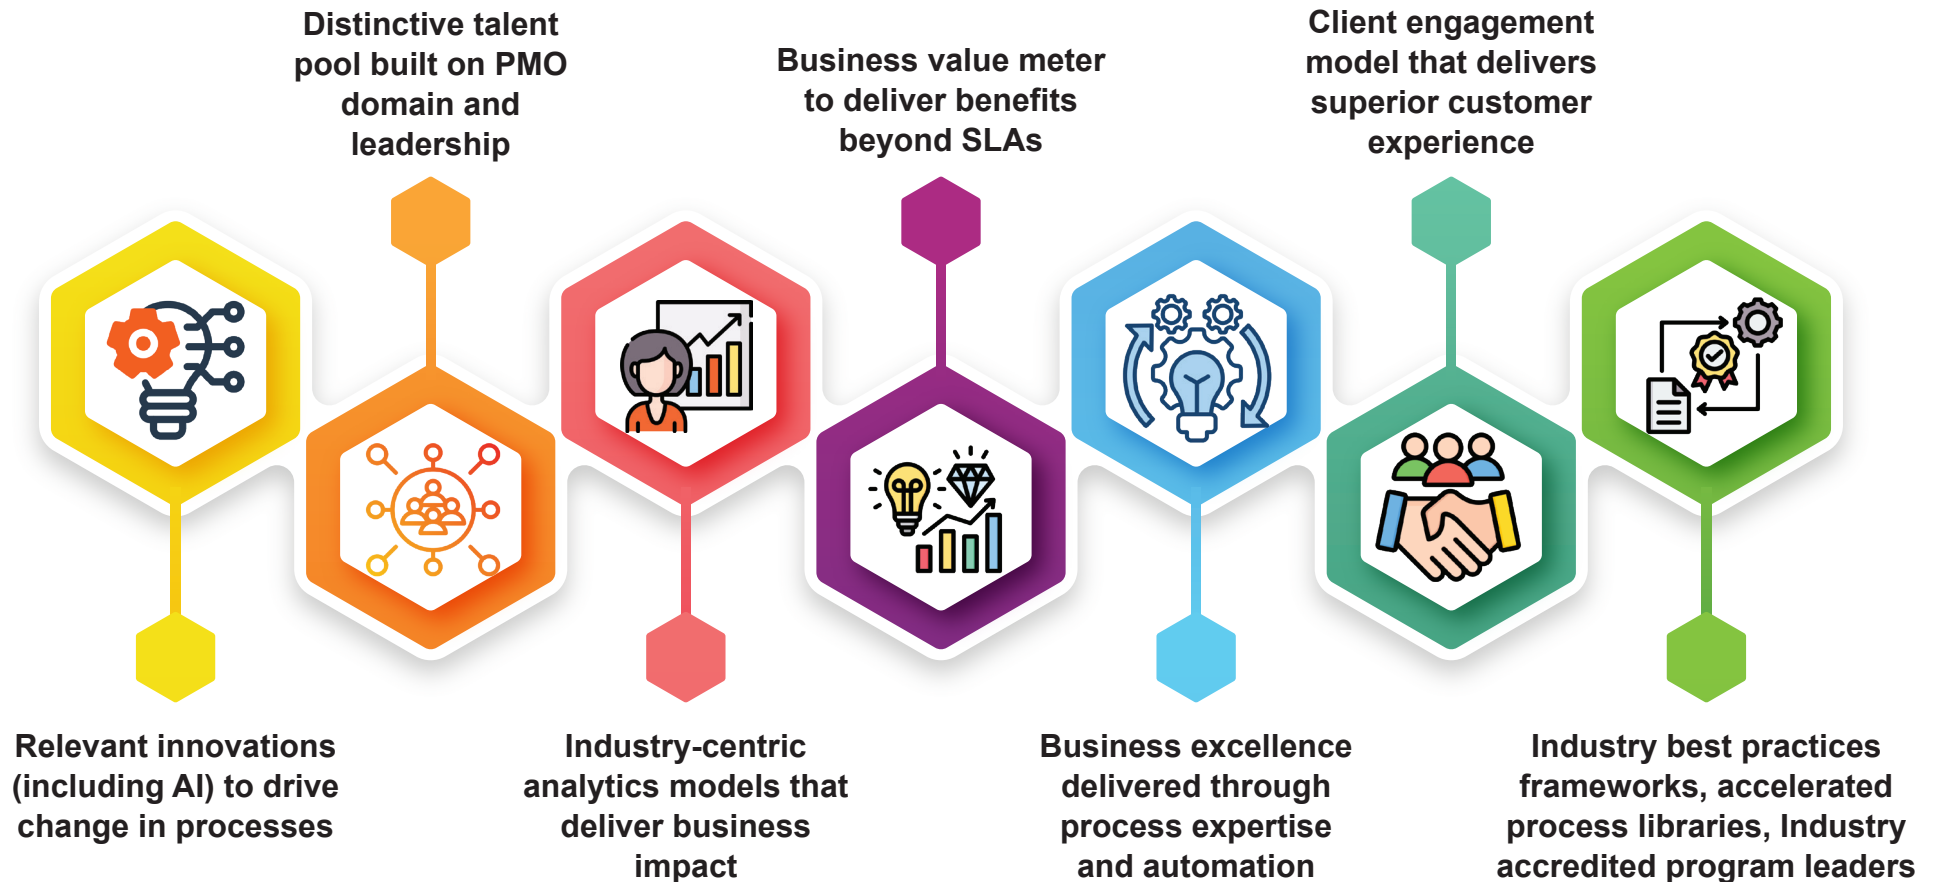 Distinctive talent
pool built on PMO
domain and
leadership
Business value meter
to deliver benefits
beyond SLAs
Client engagement
model that delivers
superior customer
experience
Relevant innovations
(including AI) to drive
change in processes
Industry-centric
analytics models that
deliver business
impact
Business excellence
delivered through
process expertise
and automation
Industry best practices
frameworks, accelerated
process libraries, Industry
accredited program leaders